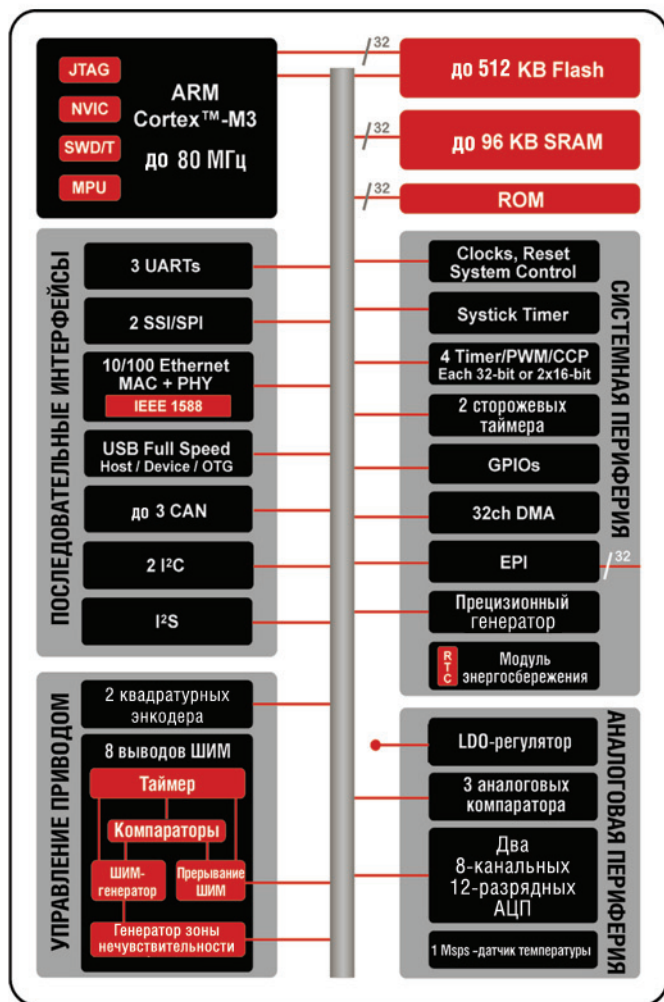 JTAG
NVIC
SWD/T
MPU
ARM
Cortex™-M3
до 80 МГц
32
до 512 KB Flash
32
до 96 KB SRAM
32
ROM
ПОСЛЕДОВАТЕЛЬНЫЕ ИНТЕРФЕЙСЫ
3 UARTs
2 SSI/SPI
10/100 Ethernet
MAC + PHY
IEEE 1588
USB Full Speed
Host / Device / OTG
до 3 CAN
2 I²C
I²S
СИСТЕМНАЯ ПЕРИФЕРИЯ
Clocks, Reset
System Control
Systick Timer
4 Timer/PWM/CCP
Each 32-bit or 2x16-bit
2 сторожевых
таймера
GPIOs
32ch DMA
EPI
32
Прецизионный
генератор
RTC
Модуль
энергосбережения
УПРАВЛЕНИЕ ПРИВОДОМ
2 квадратурных
энкодера
8 выводов ШИМ
Таймер
Компараторы
ШИМ-
генератор
Прерывание
ШИМ
Генератор зоны
нечувствительности
АНАЛОГОВАЯ ПЕРИФЕРИЯ
LDO-регулятор
3 аналоговых
компаратора
Два
8-канальных
12-разрядных
АЦП
1 Msps -датчик температуры